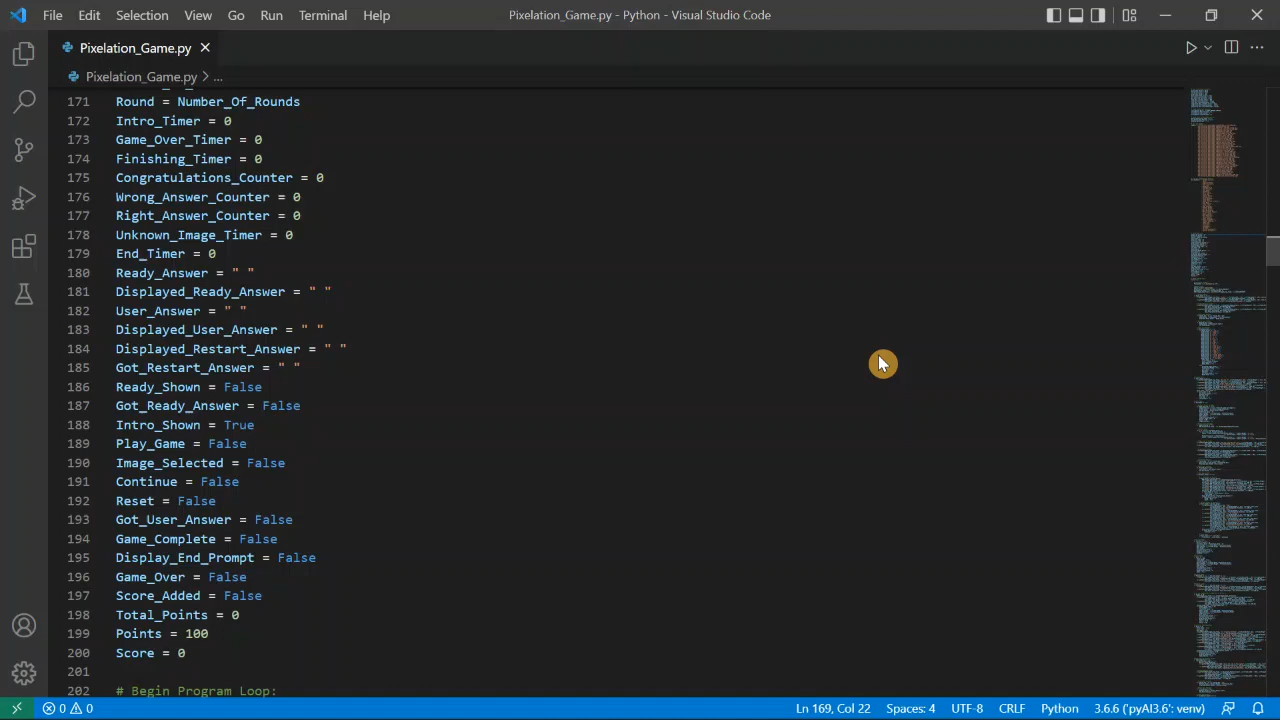 File Edit Selection View Go Run Terminal Help Pixelation_Game.py - Python - Visual Studio Code
Pixelation_Game.py
Pixelation_Game.py > ...
171 Round = Number_Of_Rounds
172 Intro_Timer = 0
173 Game_Over_Timer = 0
174 Finishing_Timer = 0
175 Congratulations_Counter = 0
176 Wrong_Answer_Counter = 0
177 Right_Answer_Counter = 0
178 Unknown_Image_Timer = 0
179 End_Timer = 0
180 Ready_Answer = " "
181 Displayed_Ready_Answer = " "
182 User_Answer = " "
183 Displayed_User_Answer = " "
184 Displayed_Restart_Answer = " "
185 Got_Restart_Answer = " "
186 Ready_Shown = False
187 Got_Ready_Answer = False
188 Intro_Shown = True
189 Play_Game = False
190 Image_Selected = False
191 Continue = False
192 Reset = False
193 Got_User_Answer = False
194 Game_Complete = False
195 Display_End_Prompt = False
196 Game_Over = False
197 Score_Added = False
198 Total_Points = 0
199 Points = 100
200 Score = 0
201
202 # Begin Program Loop:
0 0 Ln 169, Col 22 Spaces: 4 UTF-8 CRLF Python 3.6.6 ('pyAI3.6': venv)